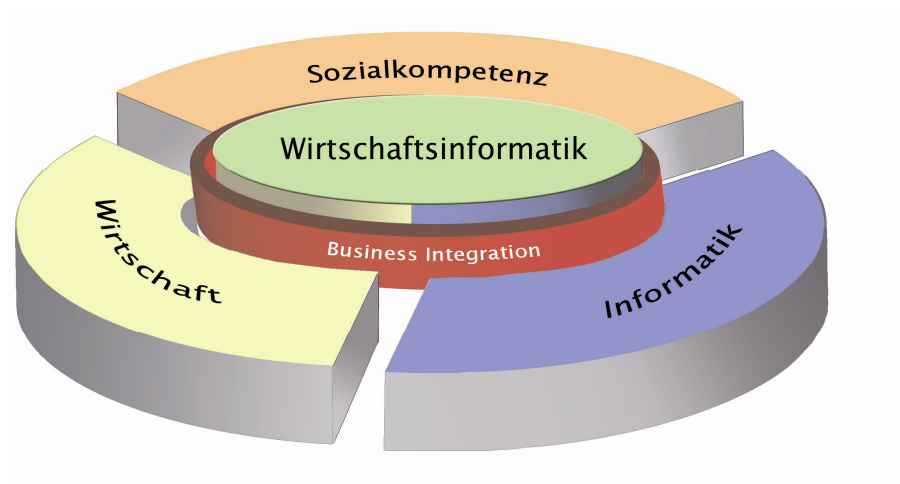 Sozialkompetenz
Wirtschaftsinformatik
Wirtschaft
Business Integration
Informatik